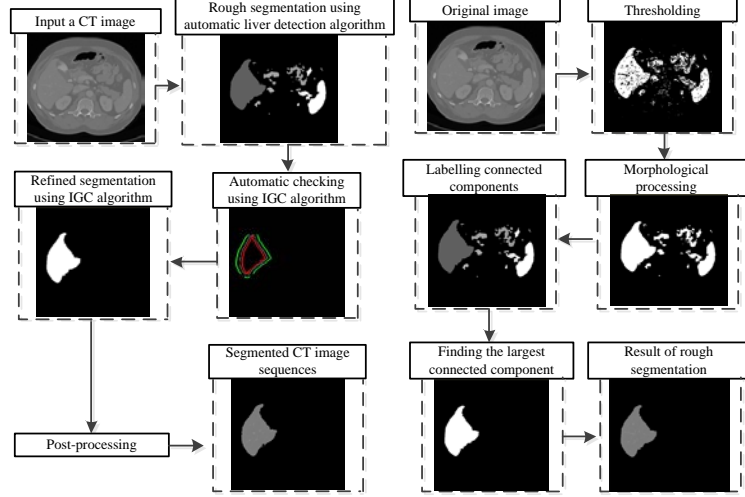 Input a CT image
Rough segmentation using
automatic liver detection algorithm
Refined segmentation
using IGC algorithm
Automatic checking
using IGC algorithm
Segmented CT image
sequences
Post-processing
Original image
Thresholding
Labelling connected
components
Morphological
processing
Finding the largest
connected component
Result of rough
segmentation